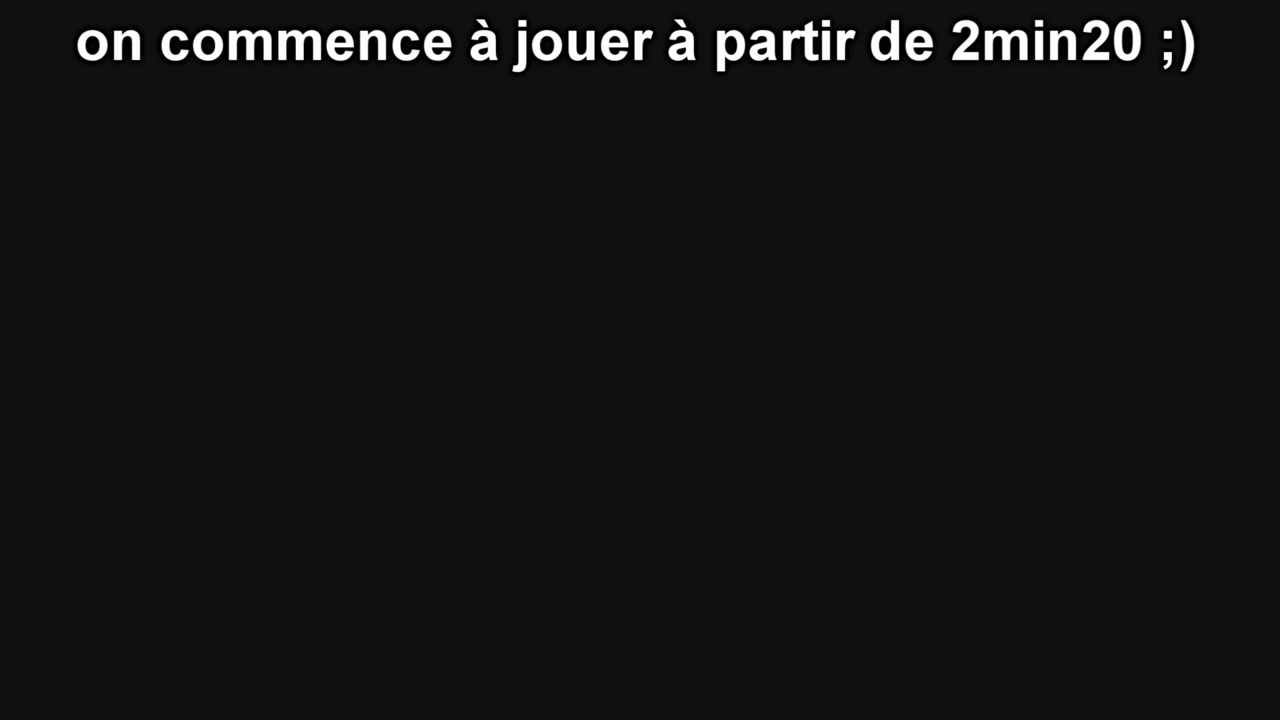 on commence à jouer à partir de 2min20 ;)